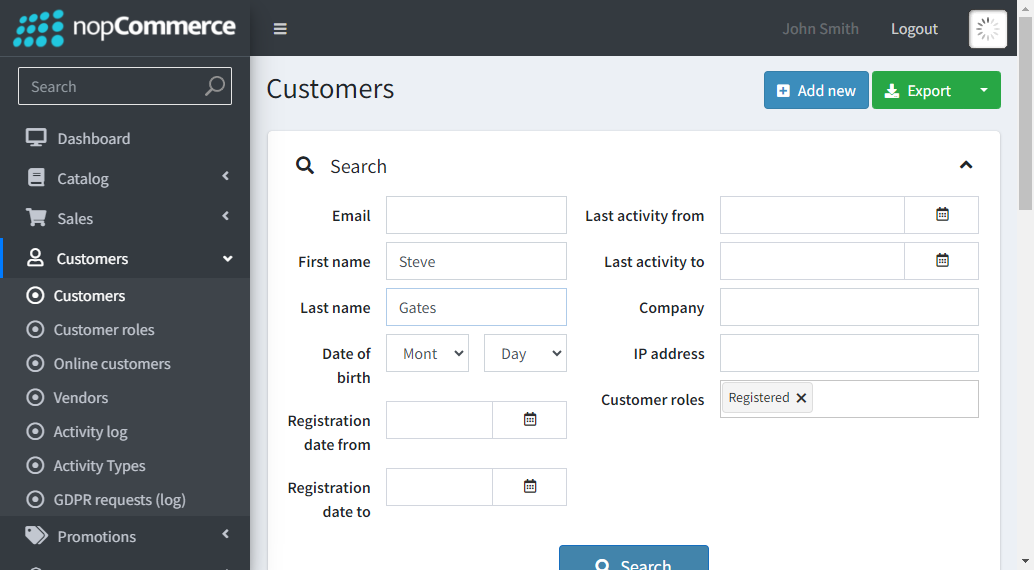 nopCommerce
John Smith
Logout
Search
Dashboard
Catalog
Sales
Customers
Customers
Customer roles
Online customers
Vendors
Activity log
Activity Types
GDPR requests (log)
Promotions
Customers
Add new
Export
Search
Email
First name Steve
Last name Gates
Date of birth Mont Day
Registration date from
Registration date to
Last activity from
Last activity to
Company
IP address
Customer roles Registered
Search